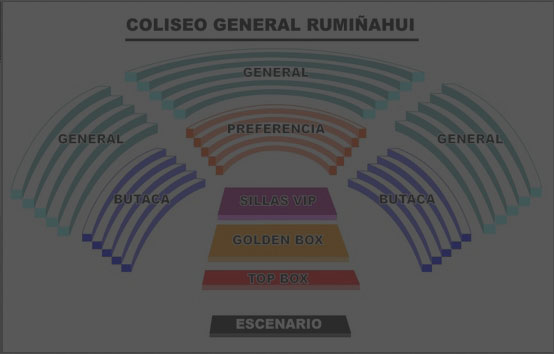 COLISEO GENERAL RUMIÑAHUI
GENERAL
GENERAL
PREFERENCIA
GENERAL
BUTACA
SILLAS VIP
BUTACA
GOLDEN BOX
TOP BOX
ESCENARIO